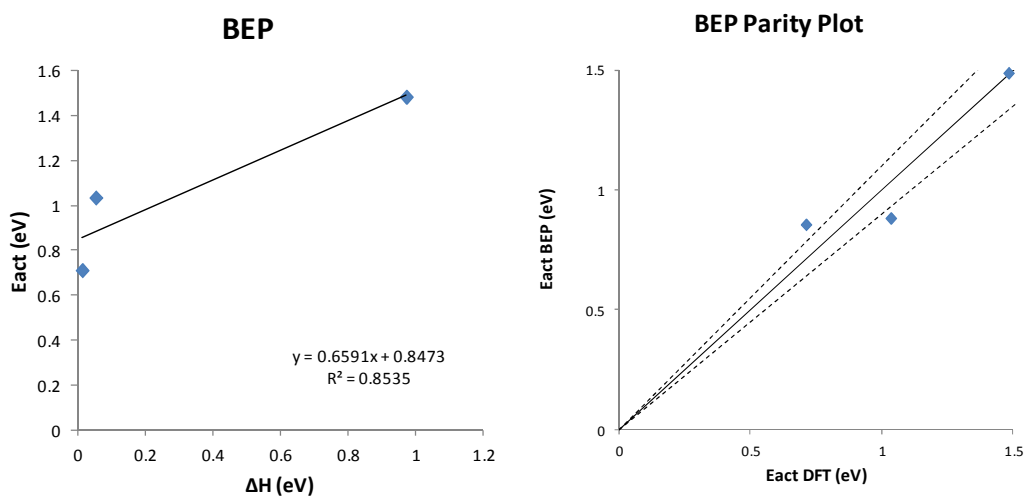 BEP
Eact (eV)
1.6
1.4
1.2
1
0.8
0.6
0.4
0.2
0
y = 0.6591x + 0.8473
R² = 0.8535
0 0.2 0.4 0.6 0.8 1 1.2
ΔH (eV)
BEP Parity Plot
Eact BEP (eV)
1.5
1
0.5
0
0 0.5 1 1.5
Eact DFT (eV)